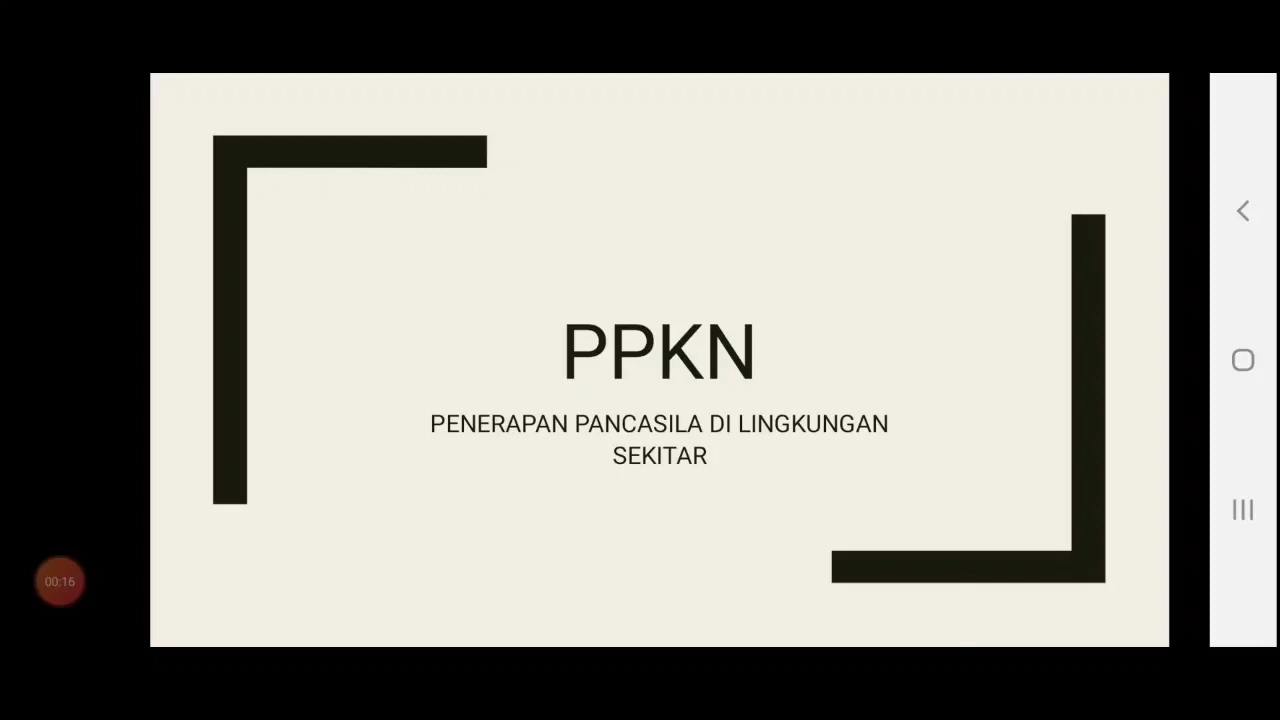 PPKN
PENERAPAN PANCASILA DI LINGKUNGAN
SEKITAR
00:16